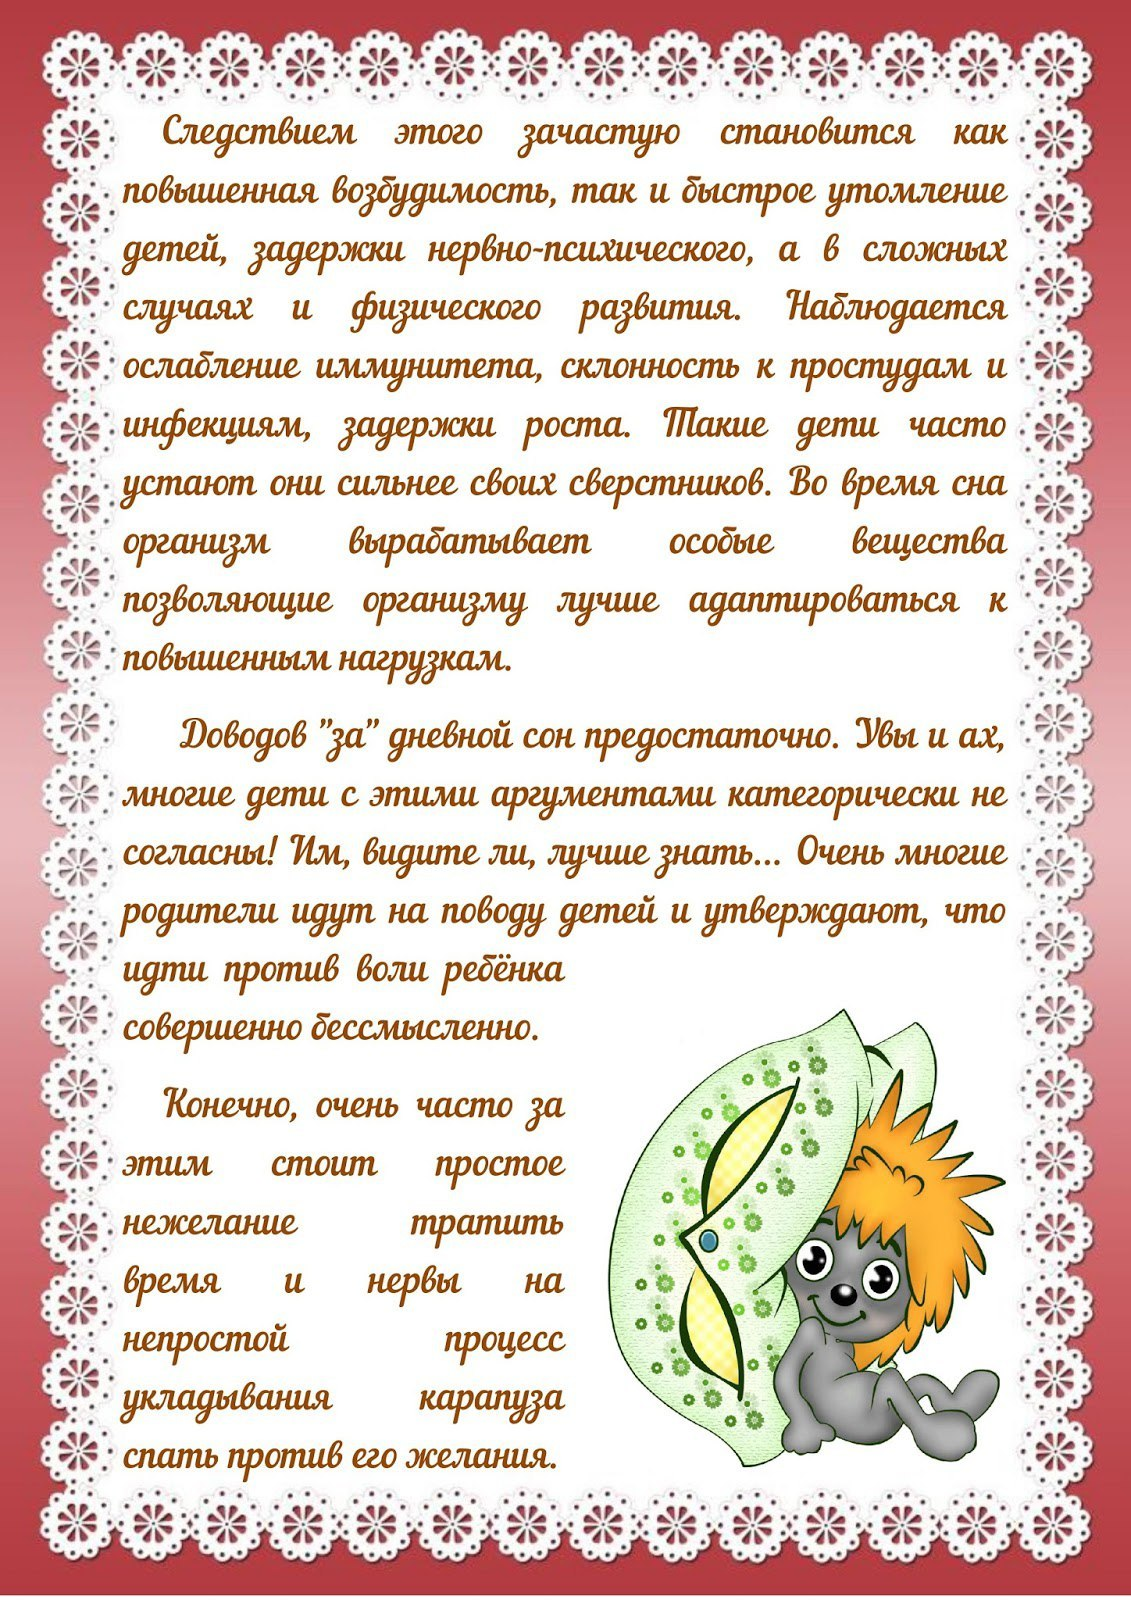 Следствием этого зачастую становится как
повышенная возбудимость, так и быстрое утомление
детей, задержки нервно-психического, а в сложных
случаях и физического развития. Наблюдается
ослабление иммунитета, склонность к простудам и
инфекциям, задержки роста. Такие дети часто
устают они сильнее своих сверстников. Во время сна
организм вырабатывает особые вещества
позволяющие организму лучше адаптироваться к
повышенным нагрузкам.
Доводов "за" дневной сон предостаточно. Увы и ах,
многие дети с этими аргументами категорически не
согласны! Им, видите ли, лучше знать... Очень многие
родители идут на поводу детей и утверждают, что
идти против воли ребёнка
совершенно бессмысленно.
Конечно, очень часто за
этим стоит простое
нежелание тратить
время и нервы на
непростой процесс
укладывания карапуза
спать против его желания.